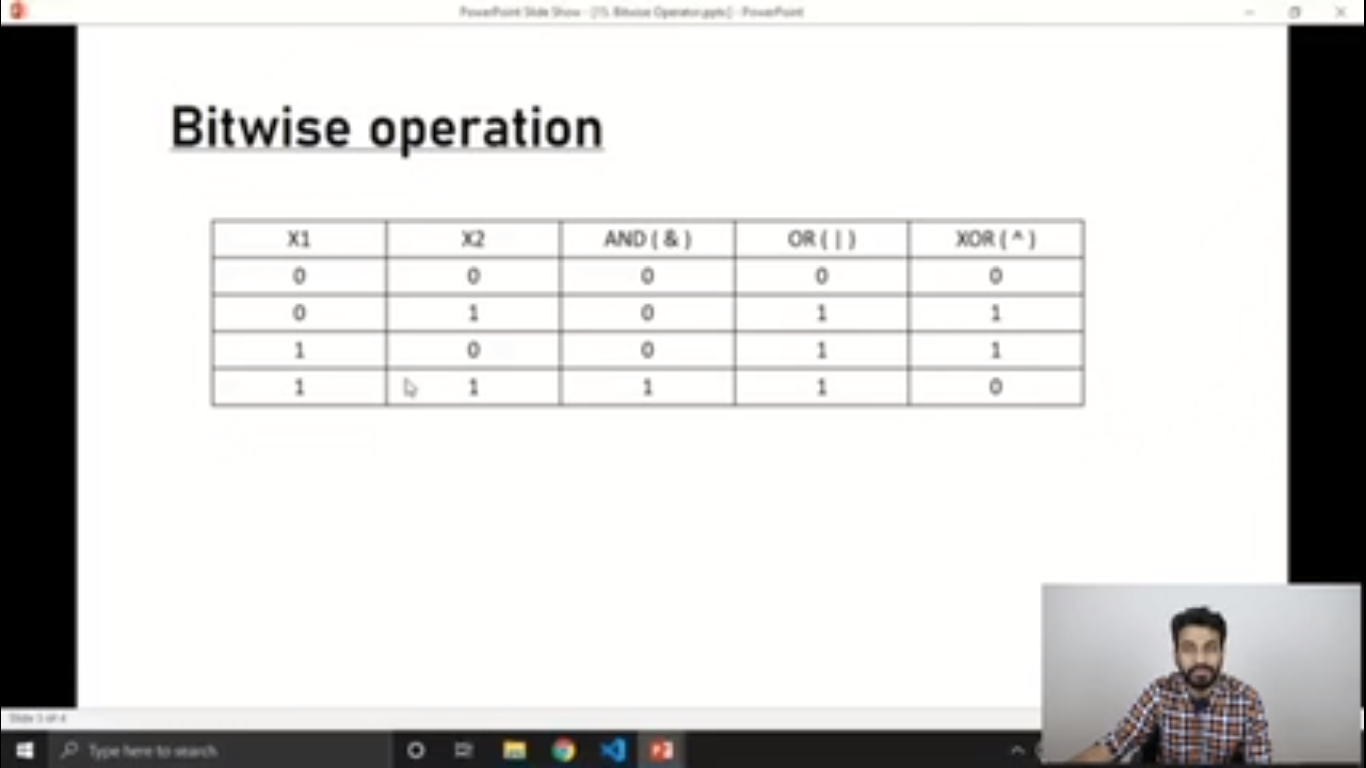 PowerPoint Slide Show - [15. Bitwise Operator.pptx] - PowerPoint
Bitwise operation
X1 X2 AND ( & ) OR ( | ) XOR ( ^ )
0 0 0 0 0
0 1 0 1 1
1 0 0 1 1
1 1 1 1 0
Slide 3 of 4
Type here to search